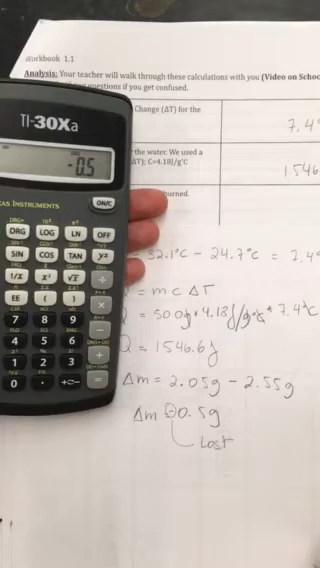 Workbook 1.1
Analysis: Your teacher will walk through these calculations with you (Video on School
questions if you get confused.
Change (ΔT) for the
7.4°
the water. We used a
ΔT); C=4.18J/g°C
1546
burned.
TI-30Xa
-0.5
TEXAS INSTRUMENTS
ON/C
DRG LOG LN OFF
SIN COS TAN yˣ
1/x x² √x ÷
EE ( ) ×
7 8 9 −
4 5 6 +
1 2 3
0 . +⇆− =
= 32.1°C - 24.7°C = 7.4°
Q = mcΔT
Q = 50.0g * 4.18J/g°C * 7.4°C
Q = 1546.6J
Δm = 2.05g - 2.55g
Δm = -0.5g
Lost